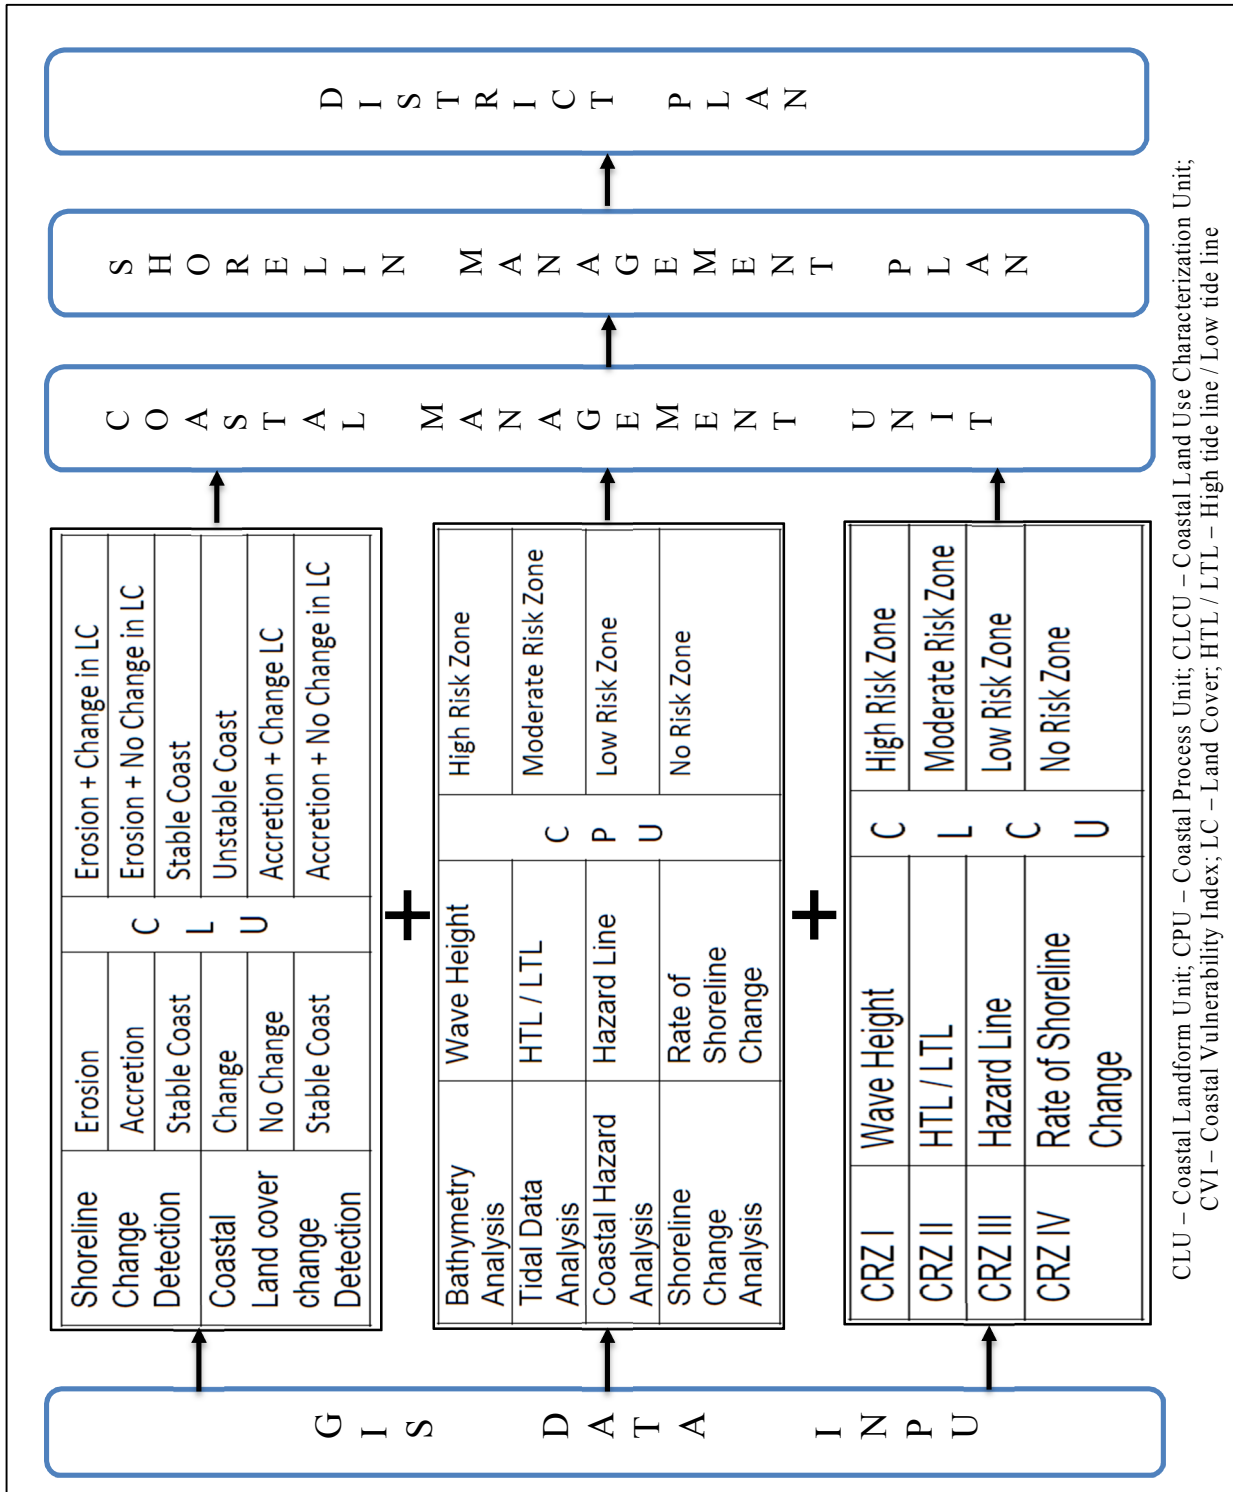 GIS DATA INPU
Shoreline
Change
Detection
Erosion
Accretion
Stable Coast
Coastal
Land cover
change
Detection
Change
No Change
Stable Coast
CLU
Erosion + Change in LC
Erosion + No Change in LC
Stable Coast
Unstable Coast
Accretion + Change LC
Accretion + No Change in LC
+
Bathymetry
Analysis
Wave Height
Tidal Data
Analysis
HTL / LTL
Coastal Hazard
Analysis
Hazard Line
Shoreline
Change
Analysis
Rate of
Shoreline
Change
CPU
High Risk Zone
Moderate Risk Zone
Low Risk Zone
No Risk Zone
+
CRZ I
Wave Height
CRZ II
HTL / LTL
CRZ III
Hazard Line
CRZ IV
Rate of Shoreline
Change
CLCU
High Risk Zone
Moderate Risk Zone
Low Risk Zone
No Risk Zone
COASTAL MANAGEMENT UNIT
SHORELIN MANAGEMENT PLAN
DISTRICT PLAN
CLU – Coastal Landform Unit; CPU – Coastal Process Unit; CLCU – Coastal Land Use Characterization Unit;
CVI – Coastal Vulnerability Index; LC – Land Cover; HTL / LTL – High tide line / Low tide line